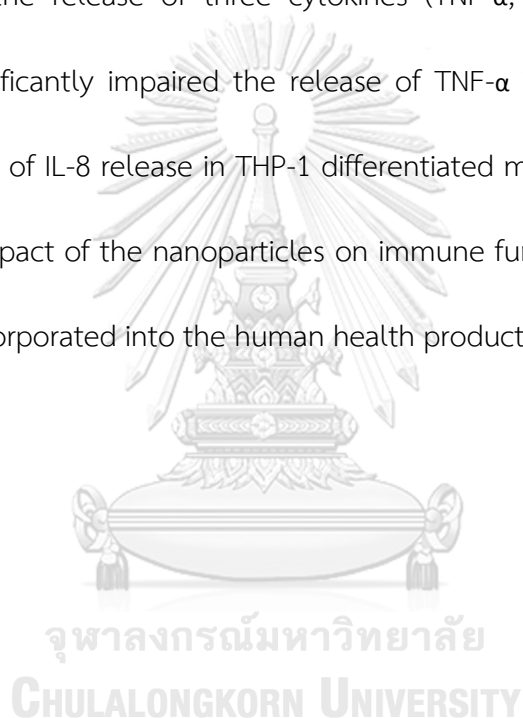 the release of three cytokines (TNF-α,
ficantly impaired the release of TNF-α
of IL-8 release in THP-1 differentiated m
pact of the nanoparticles on immune fu
orporated into the human health product
จุฬาลงกรณ์มหาวิทยาลัย
CHULALONGKORN UNIVERSITY